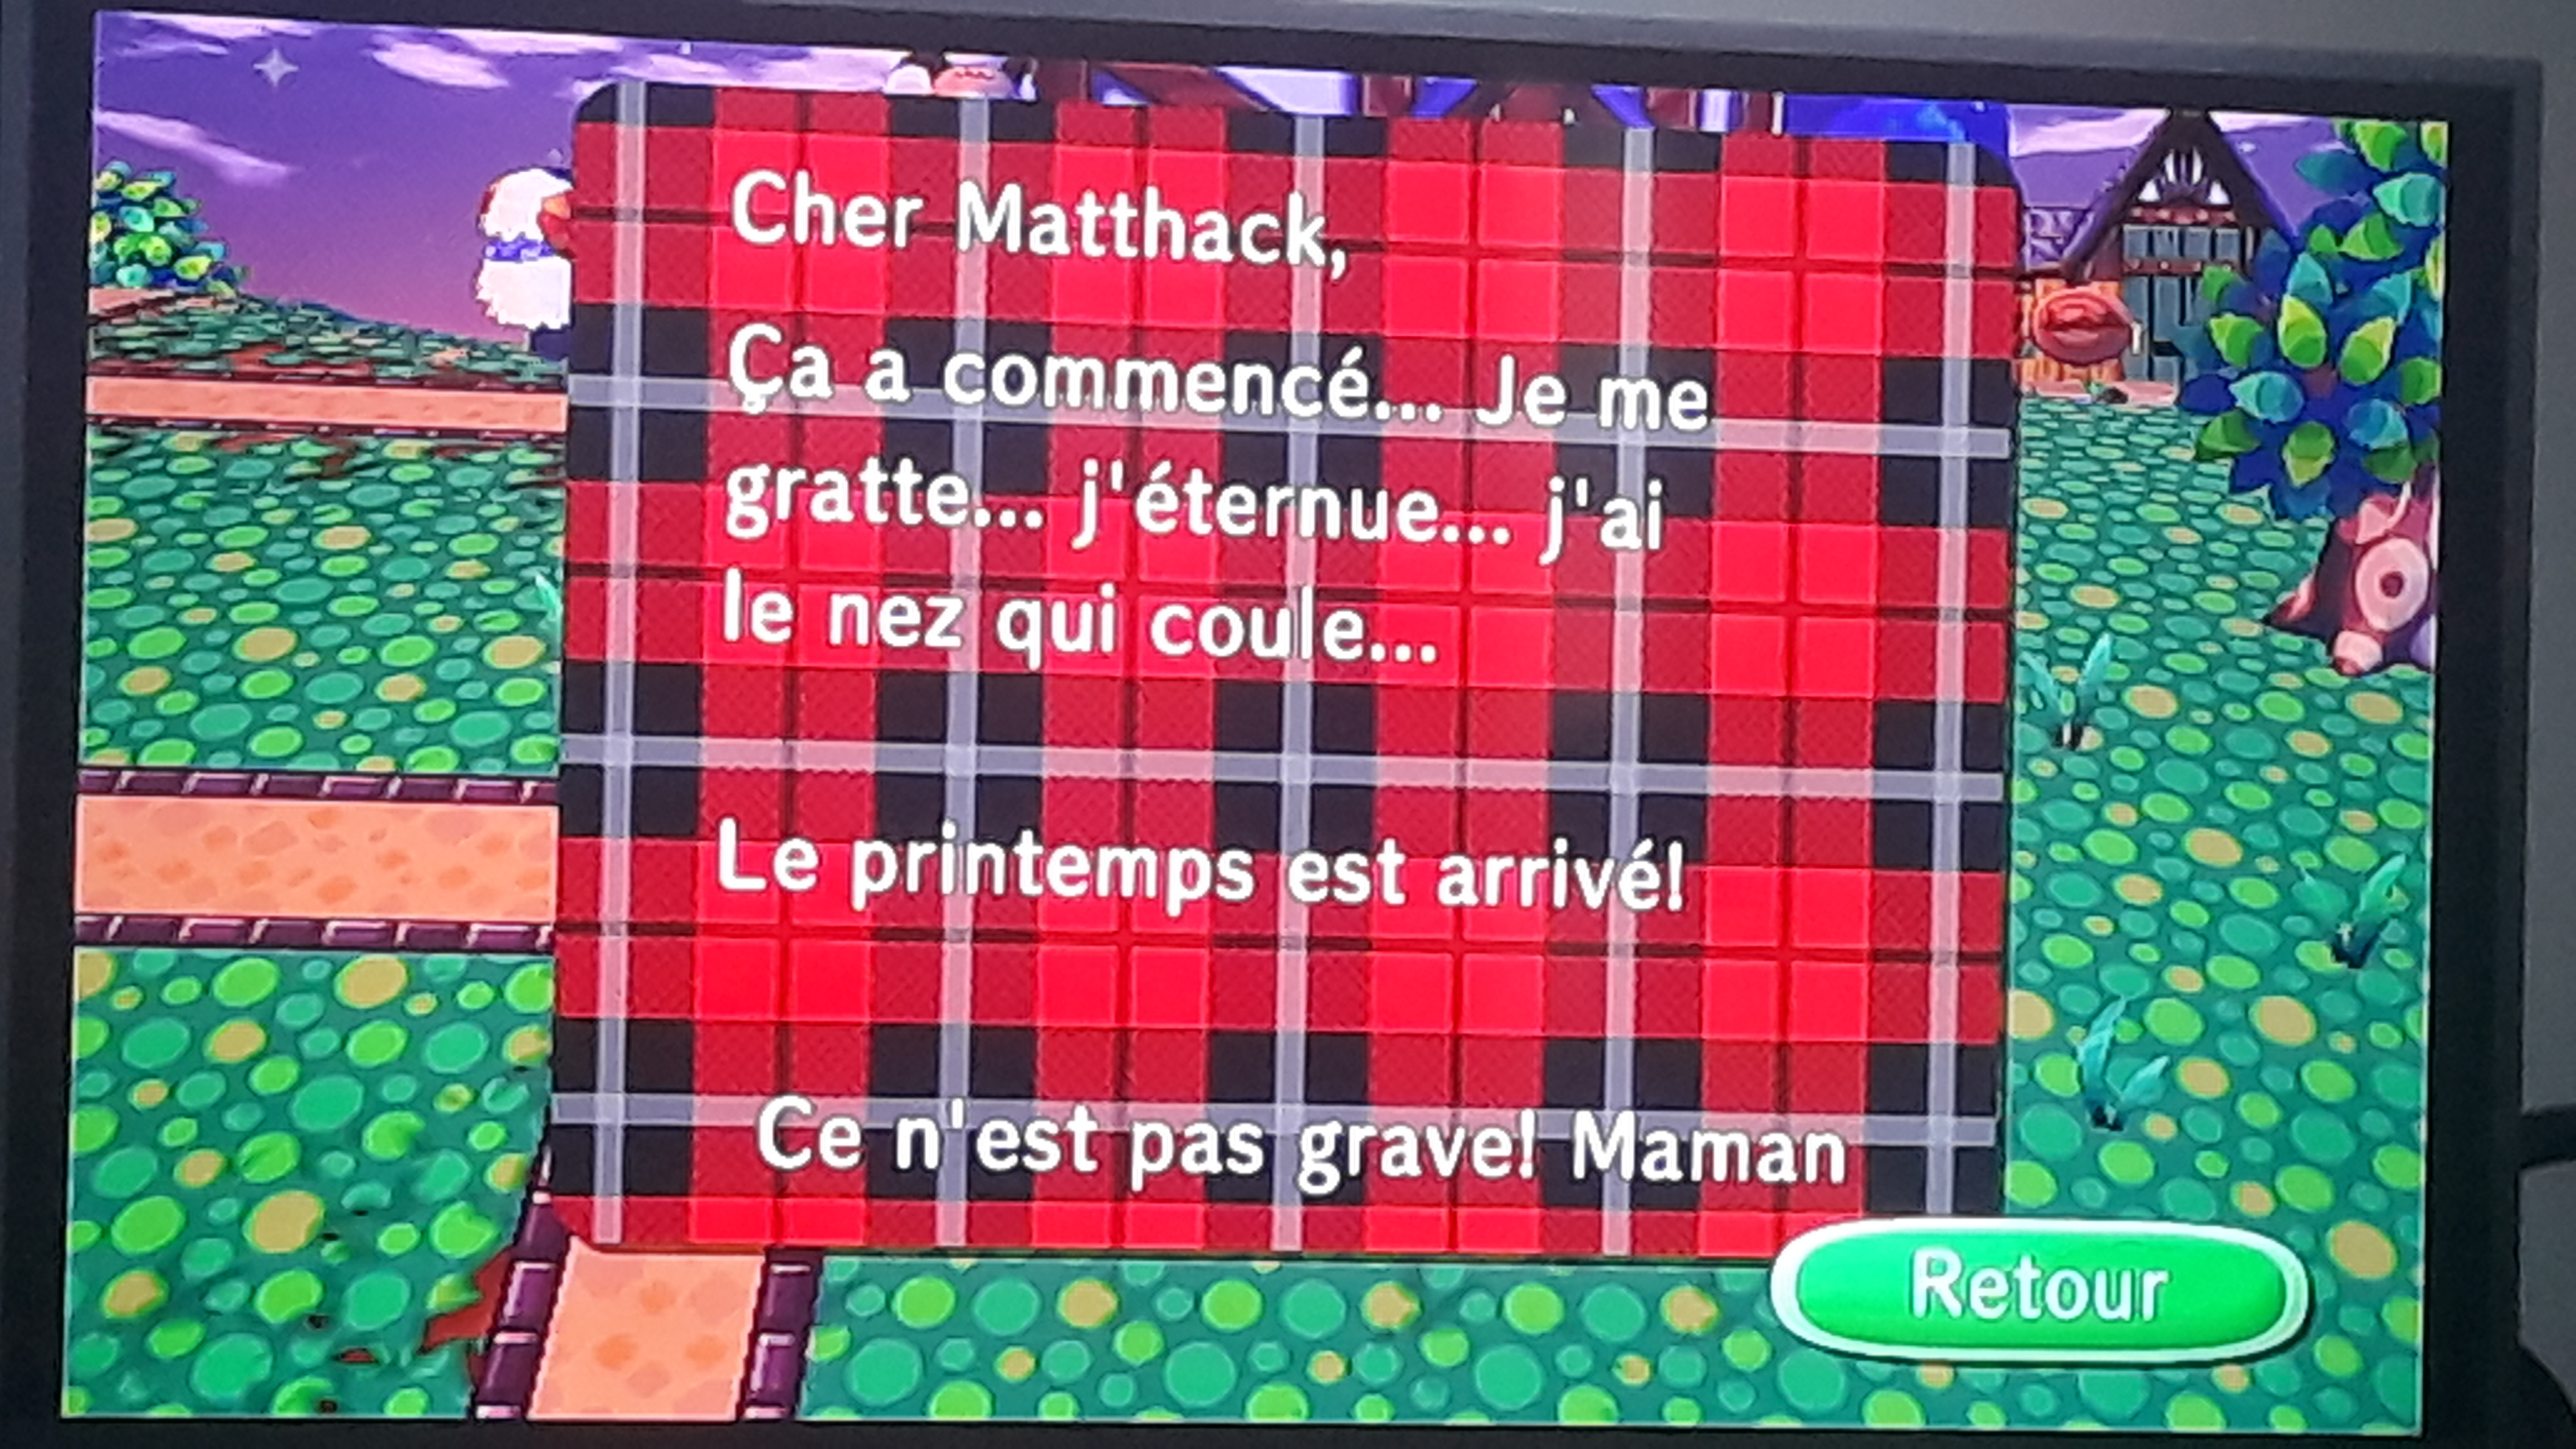 Cher Matthack,
Ça a commencé... Je me
gratte... j'éternue... j'ai
le nez qui coule...
Le printemps est arrivé!
Ce n'est pas grave! Maman
Retour